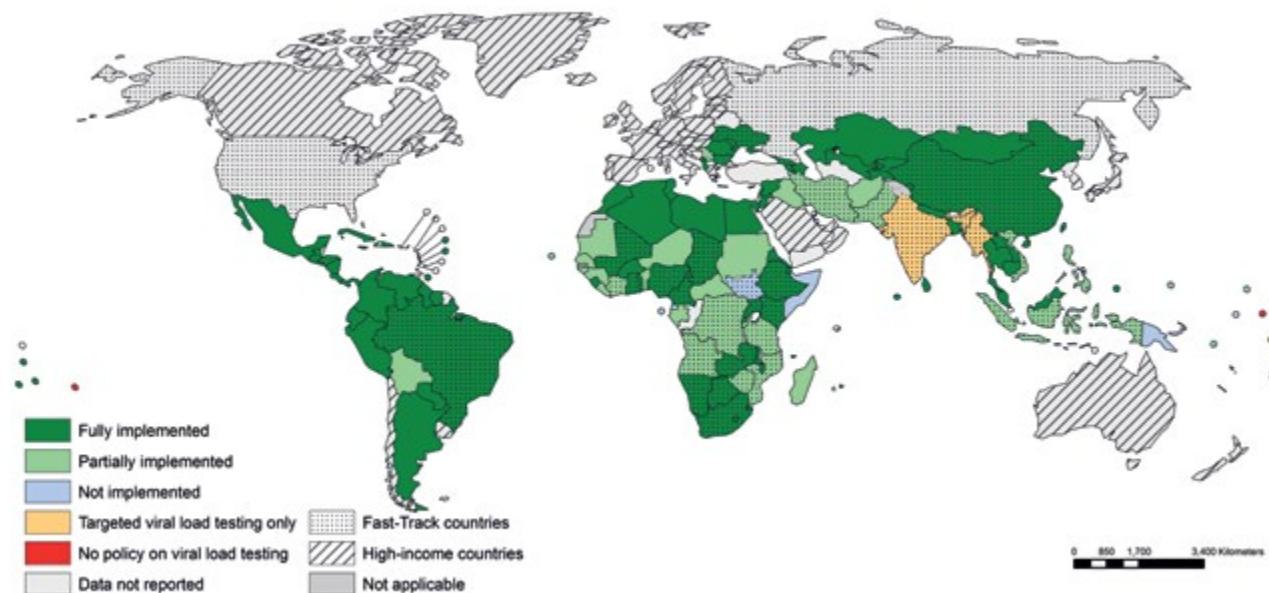 Fully implemented
Partially implemented
Not implemented
Targeted viral load testing only
No policy on viral load testing
Data not reported
Fast-Track countries
High-income countries
Not applicable
0 850 1,700 3,400 Kilometers